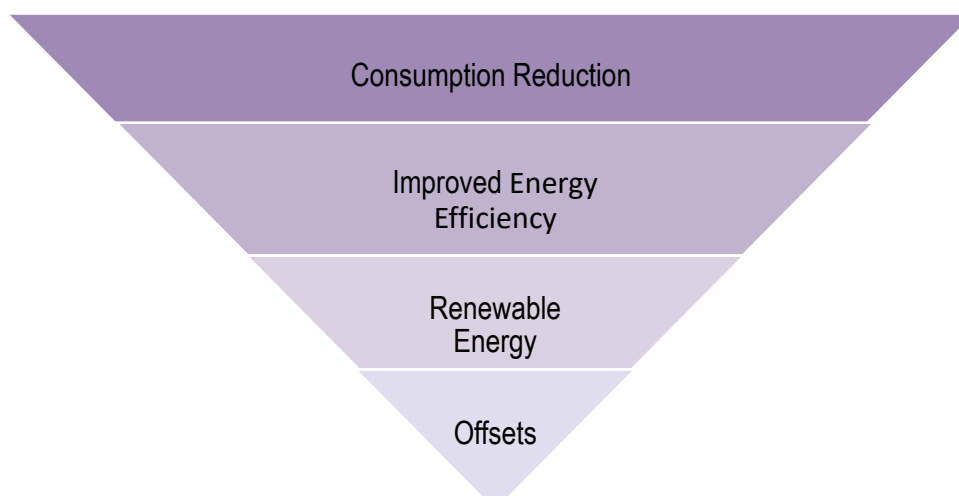 Consumption Reduction
Improved Energy
Efficiency
Renewable
Energy
Offsets